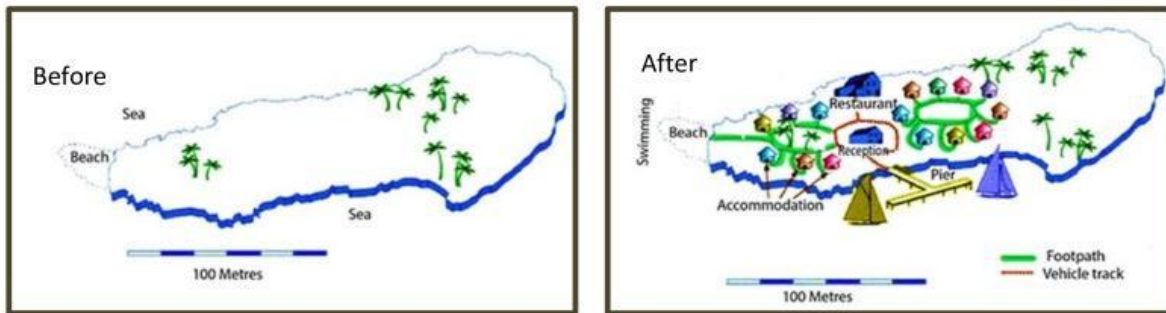 Before
Sea
Beach
Sea
100 Metres
After
Swimming
Beach
Restaurant
Reception
Pier
Accommodation
Footpath
Vehicle track
100 Metres